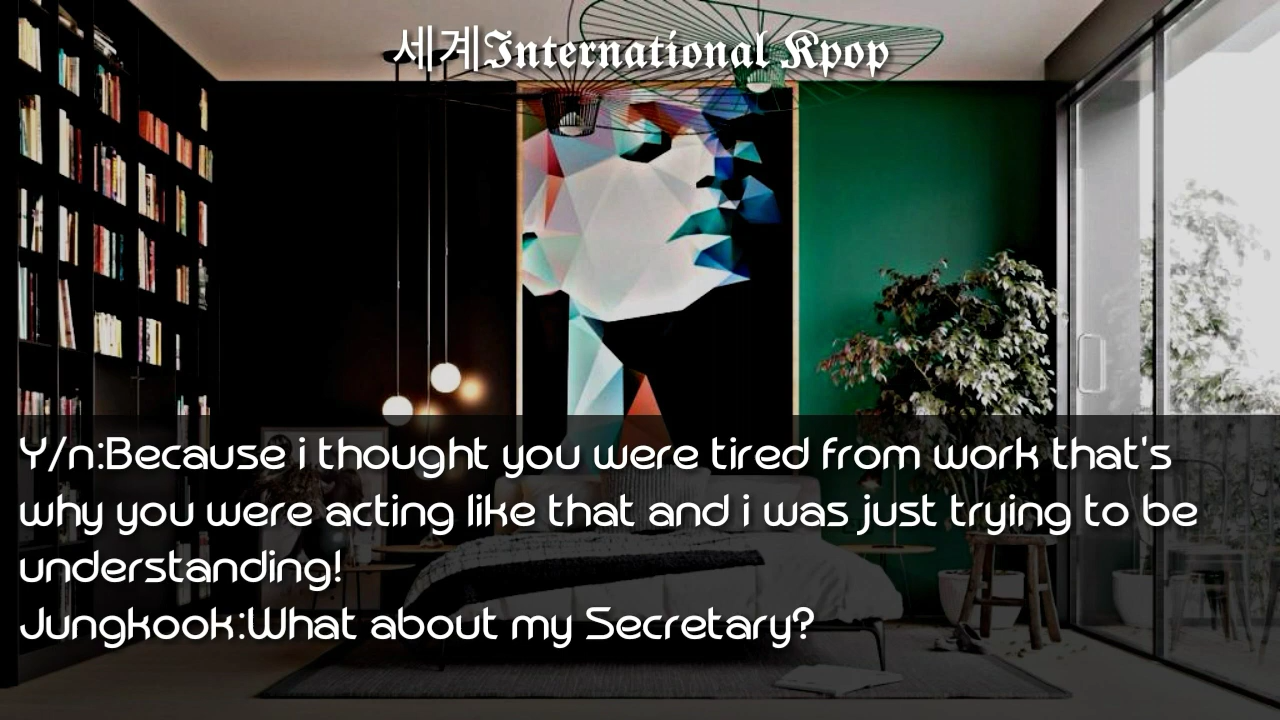 세계International Kpop
Y/n:Because i thought you were tired from work that's
why you were acting like that and i was just trying to be
understanding!
Jungkook:What about my Secretary?